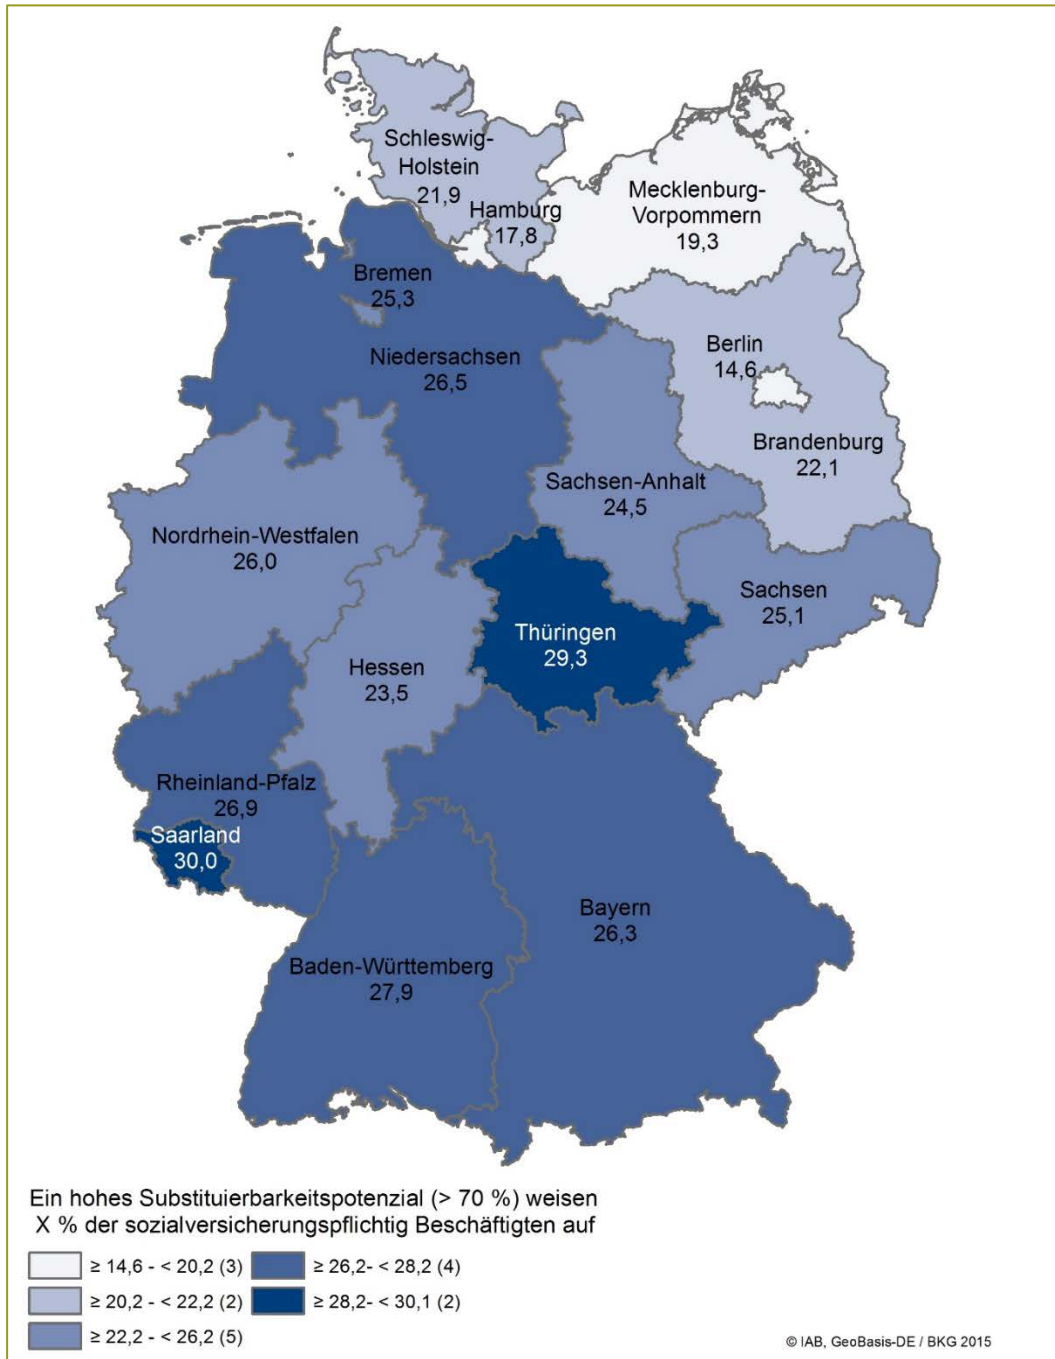 Schleswig-
Holstein
21,9
Hamburg
17,8
Mecklenburg-
Vorpommern
19,3
Bremen
25,3
Niedersachsen
26,5
Berlin
14,6
Brandenburg
22,1
Sachsen-Anhalt
24,5
Nordrhein-Westfalen
26,0
Sachsen
25,1
Thüringen
29,3
Hessen
23,5
Rheinland-Pfalz
26,9
Saarland
30,0
Bayern
26,3
Baden-Württemberg
27,9
Ein hohes Substituierbarkeitspotenzial (> 70 %) weisen
X % der sozialversicherungspflichtig Beschäftigten auf
≥ 14,6 - < 20,2 (3)
≥ 20,2 - < 22,2 (2)
≥ 22,2 - < 26,2 (5)
≥ 26,2- < 28,2 (4)
≥ 28,2- < 30,1 (2)
© IAB, GeoBasis-DE / BKG 2015